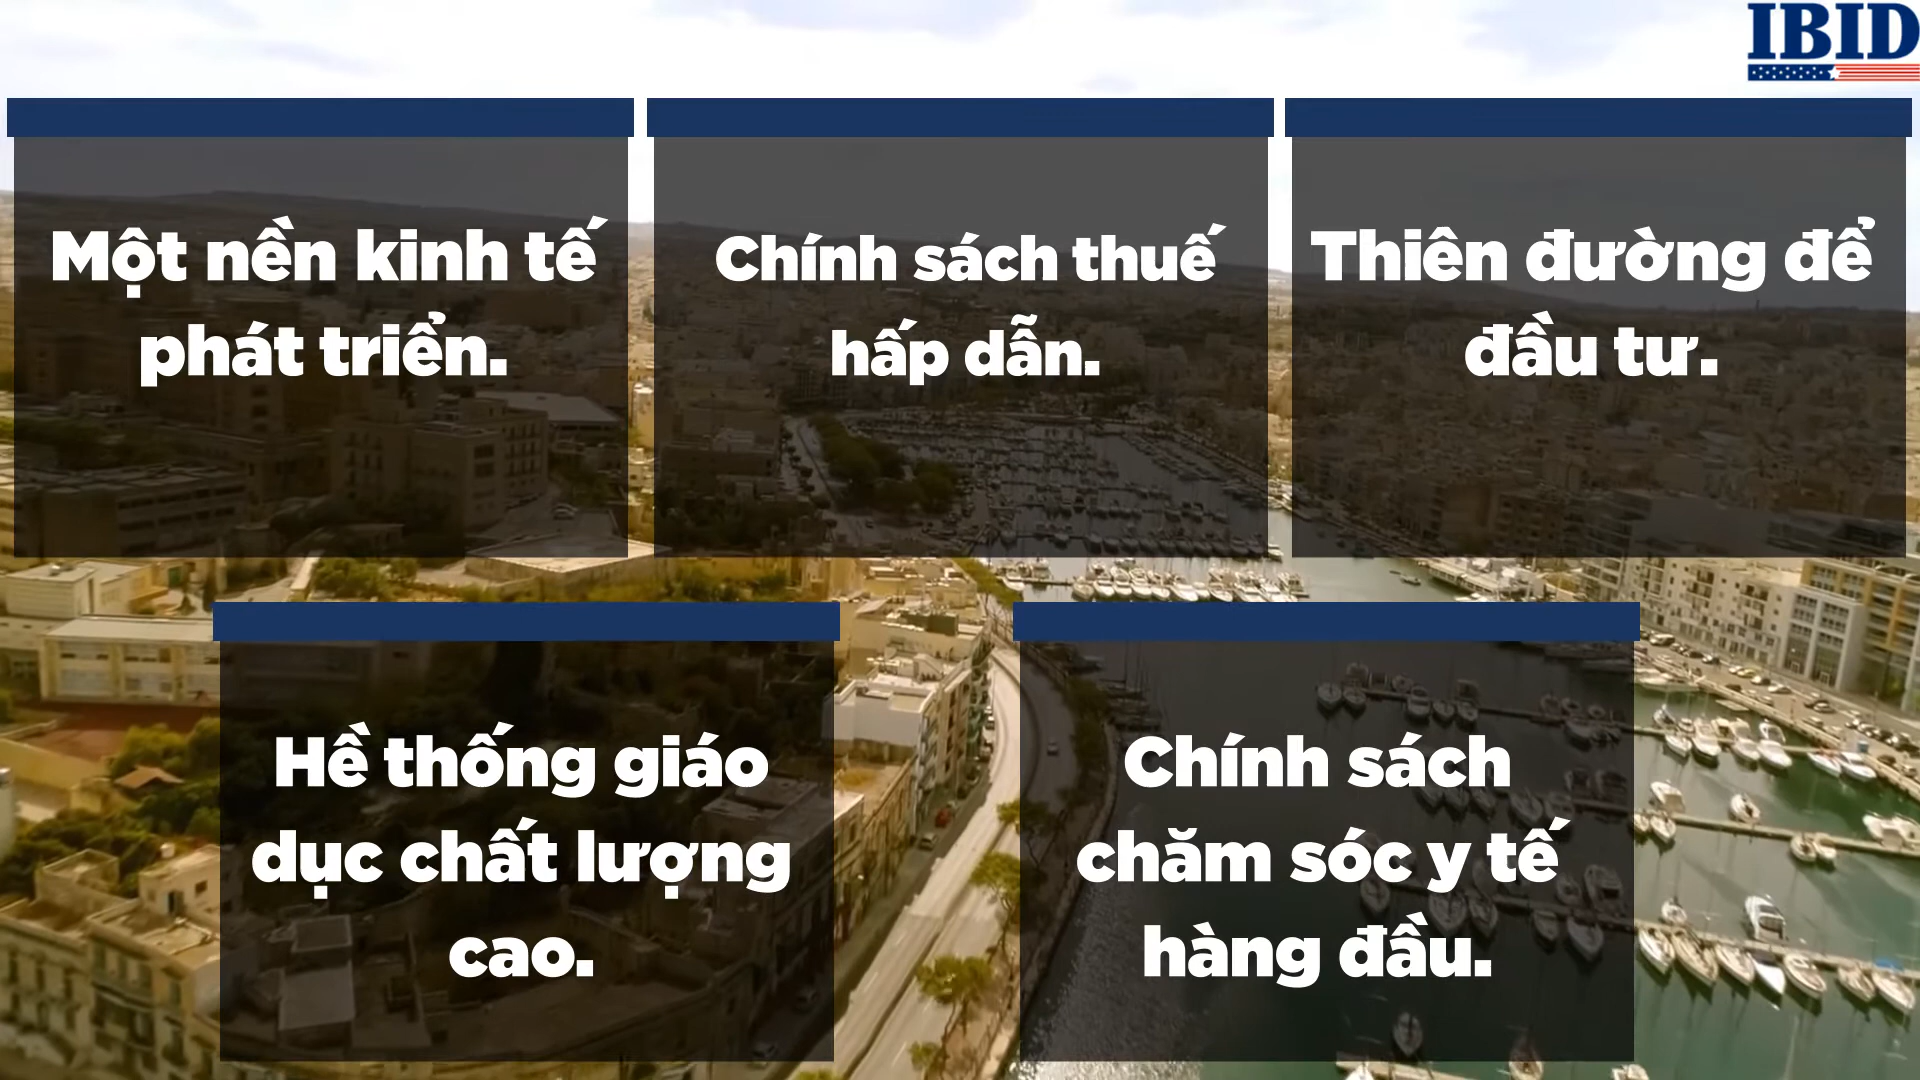 IBID
Một nền kinh tế
phát triển.
Chính sách thuế
hấp dẫn.
Thiên đường để
đầu tư.
Hề thống giáo
dục chất lượng
cao.
Chính sách
chăm sóc y tế
hàng đầu.